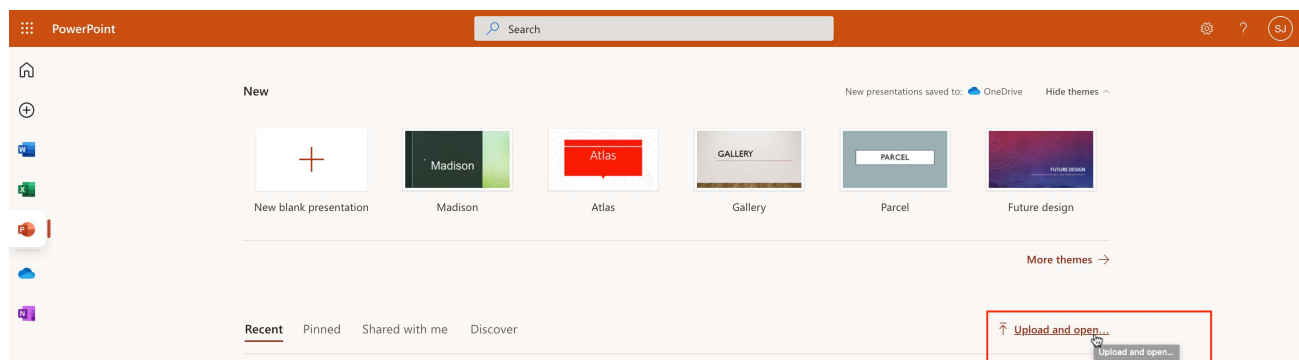 PowerPoint
Search
SJ
New
New presentations saved to: OneDrive
Hide themes
Madison
Atlas
GALLERY
PARCEL
FUTURE DESIGN
New blank presentation
Madison
Atlas
Gallery
Parcel
Future design
More themes
Recent
Pinned
Shared with me
Discover
Upload and open...
Upload and open...
W
X
P
N